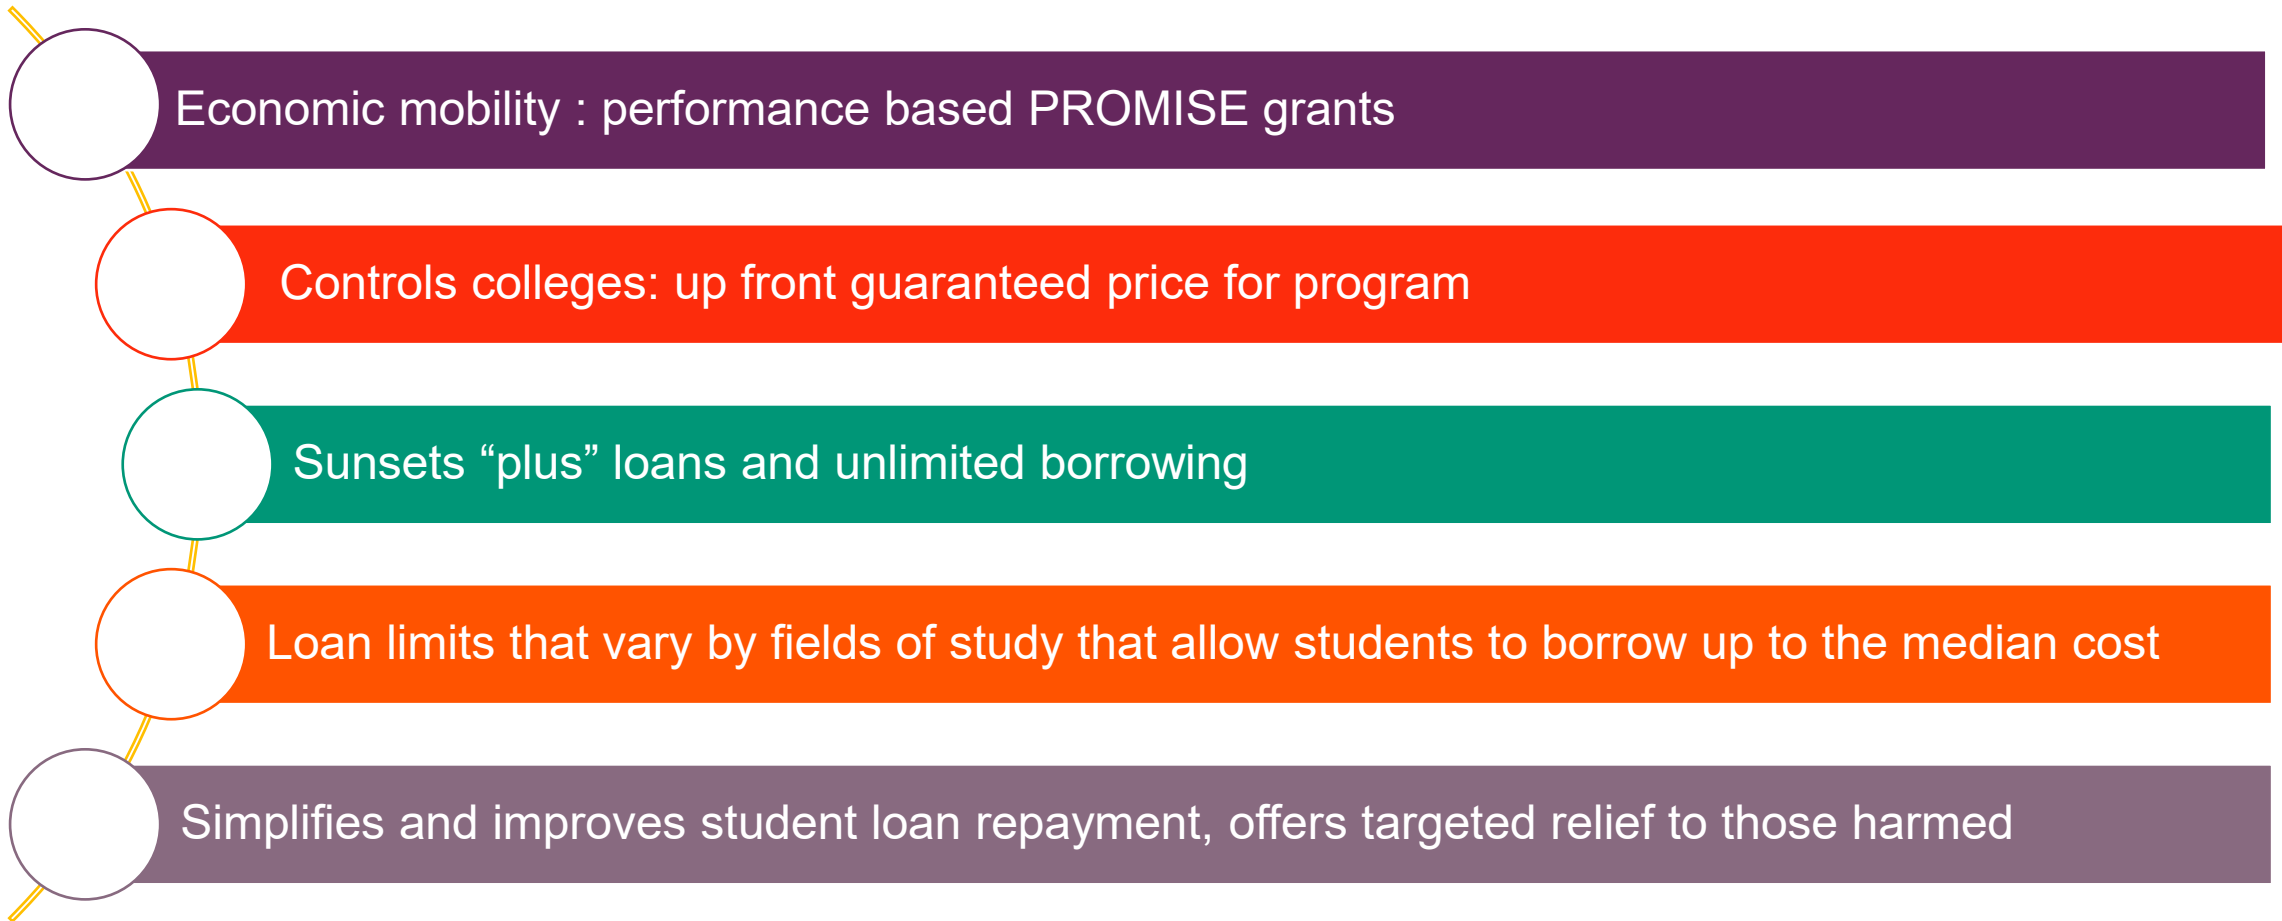 Economic mobility : performance based PROMISE grants
Controls colleges: up front guaranteed price for program
Sunsets “plus” loans and unlimited borrowing
Loan limits that vary by fields of study that allow students to borrow up to the median cost
Simplifies and improves student loan repayment, offers targeted relief to those harmed